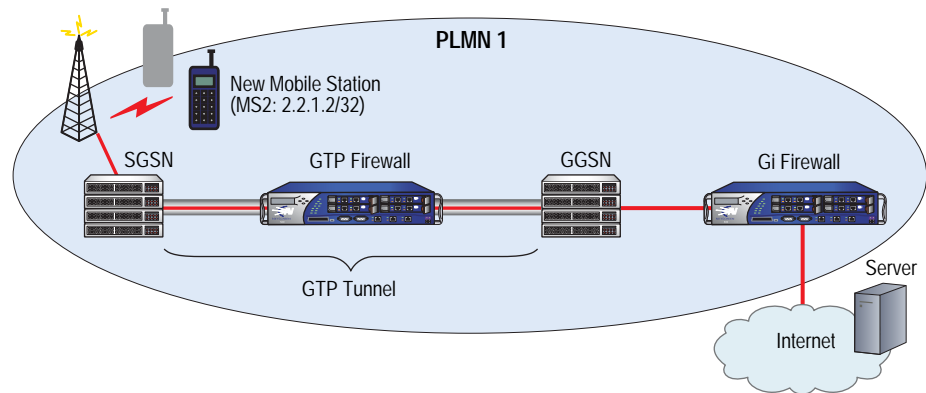 PLMN 1
New Mobile Station
(MS2: 2.2.1.2/32)
SGSN
GTP Firewall
GGSN
Gi Firewall
GTP Tunnel
Server
Internet